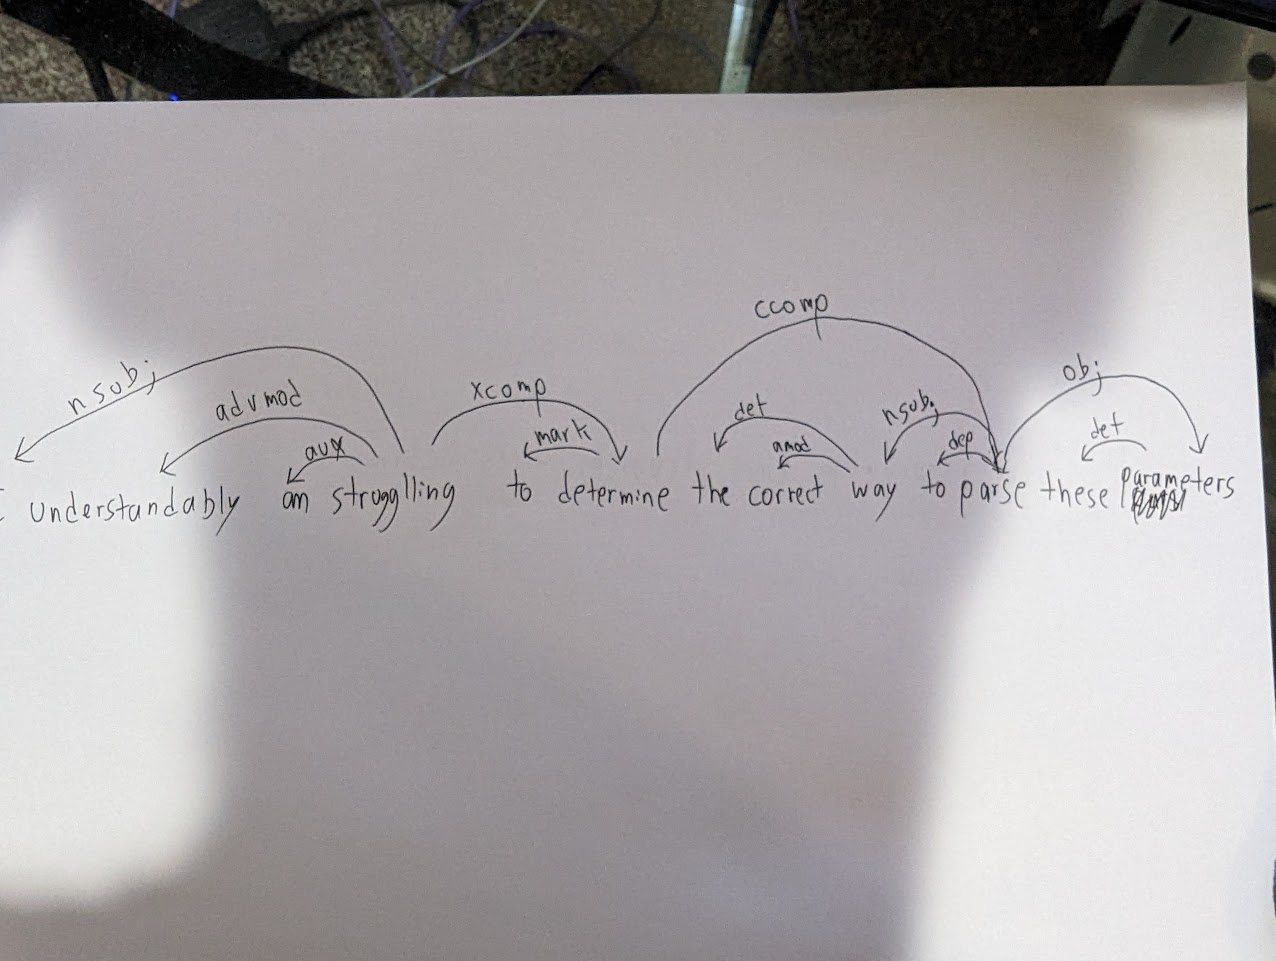 ccomp
nsubj advmod aux xcomp mark det amod nsubj dep obj det
understandably am strugglling to determine the correct way to parse these parameters